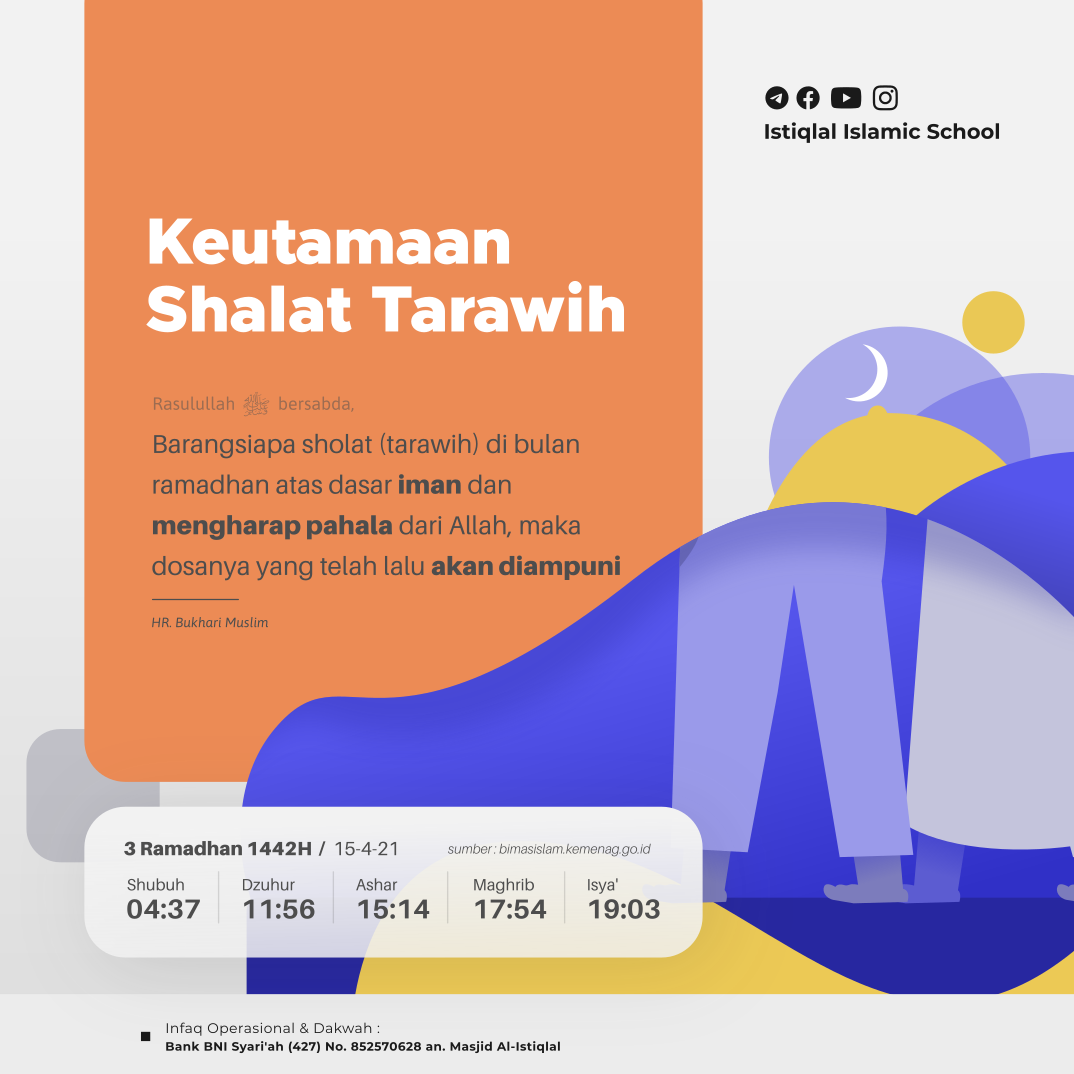 Istiqlal Islamic School
Keutamaan
Shalat Tarawih
Rasulullah ﷺ bersabda,
Barangsiapa sholat (tarawih) di bulan
ramadhan atas dasar iman dan
mengharap pahala dari Allah, maka
dosanya yang telah lalu akan diampuni
HR. Bukhari Muslim
3 Ramadhan 1442H / 15-4-21 sumber : bimasislam.kemenag.go.id
Shubuh Dzuhur Ashar Maghrib Isya'
04:37 11:56 15:14 17:54 19:03
Infaq Operasional & Dakwah :
Bank BNI Syari'ah (427) No. 852570628 an. Masjid Al-Istiqlal